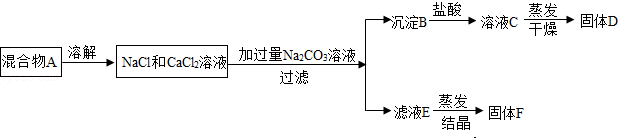 混合物A
溶解
NaCl和CaCl₂溶液
加过量Na₂CO₃溶液
过滤
沉淀B
盐酸
溶液C
蒸发
干燥
固体D
滤液E
蒸发
结晶
固体F